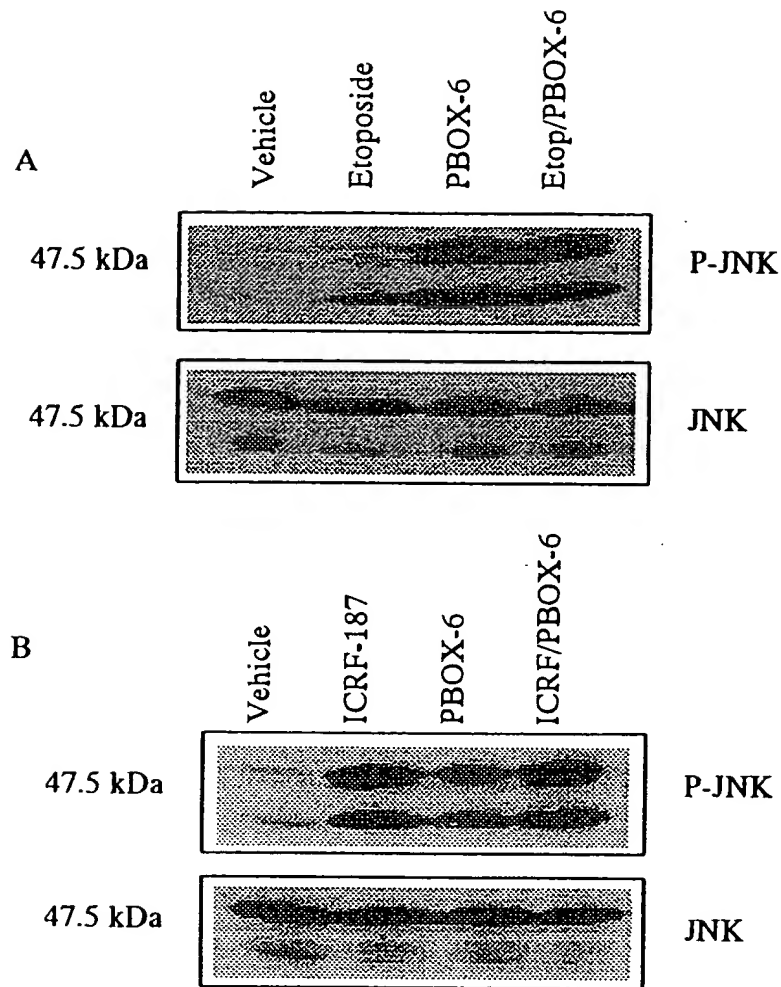 A
Vehicle
Etoposide
PBOX-6
Etop/PBOX-6
47.5 kDa
P-JNK
47.5 kDa
JNK
B
Vehicle
ICRF-187
PBOX-6
ICRF/PBOX-6
47.5 kDa
P-JNK
47.5 kDa
JNK